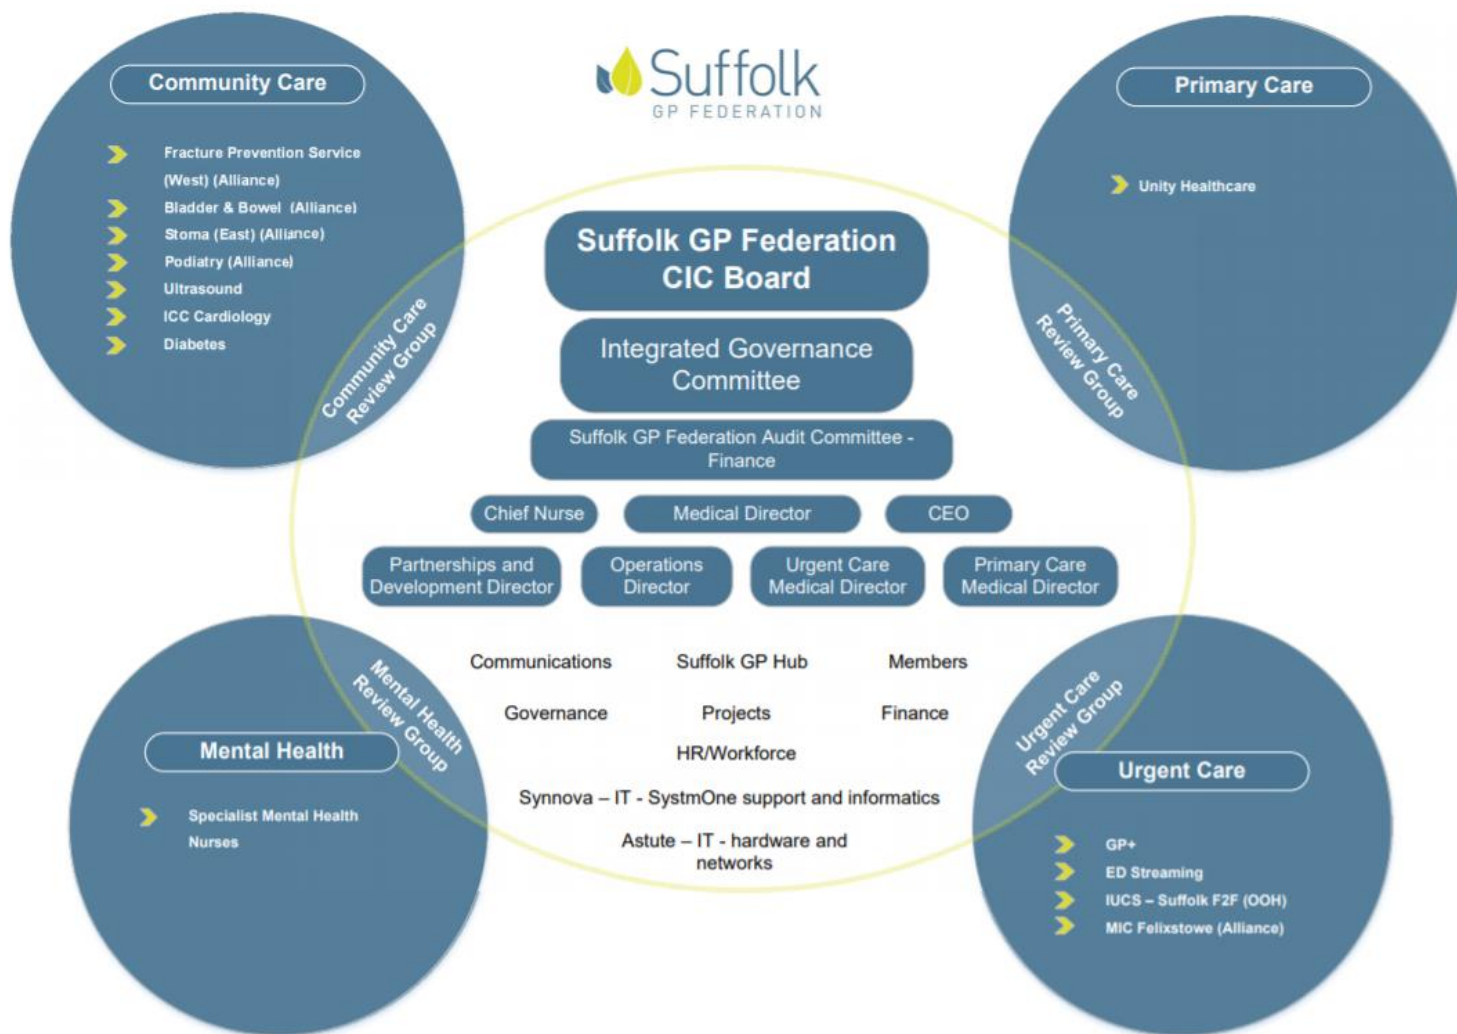 Suffolk
GP FEDERATION
Community Care
Fracture Prevention Service
(West) (Alliance)
Bladder & Bowel (Alliance)
Stoma (East) (Alliance)
Podiatry (Alliance)
Ultrasound
ICC Cardiology
Diabetes
Community Care
Review Group
Primary Care
Unity Healthcare
Primary Care
Review Group
Suffolk GP Federation
CIC Board
Integrated Governance
Committee
Suffolk GP Federation Audit Committee -
Finance
Chief Nurse
Medical Director
CEO
Partnerships and
Development Director
Operations
Director
Urgent Care
Medical Director
Primary Care
Medical Director
Communications
Suffolk GP Hub
Members
Governance
Projects
Finance
HR/Workforce
Synnova – IT - SystmOne support and informatics
Astute – IT - hardware and
networks
Mental Health
Review Group
Mental Health
Specialist Mental Health
Nurses
Urgent Care
Review Group
Urgent Care
GP+
ED Streaming
IUCS – Suffolk F2F (OOH)
MIC Felixstowe (Alliance)